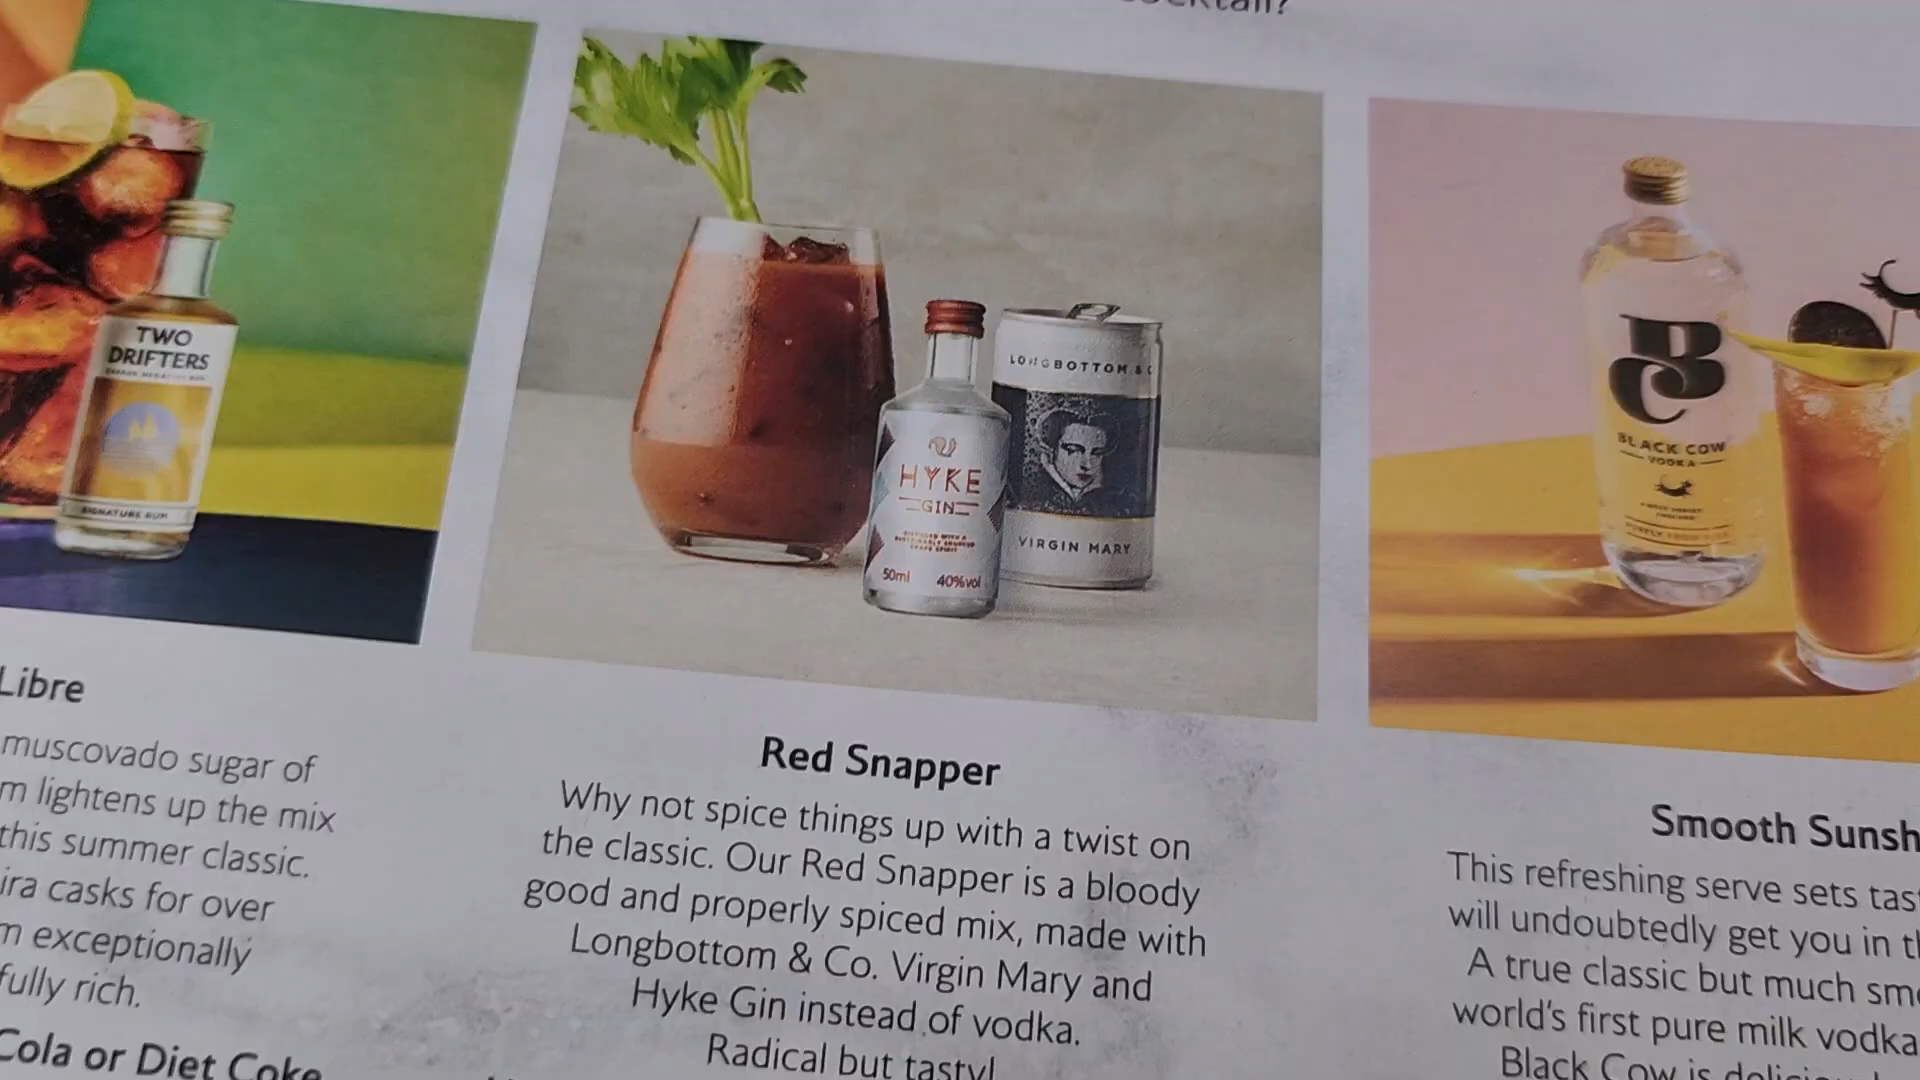 cocktail?
TWO
DRIFTERS
SIGNATURE RUM
LONGBOTTOM & C
VIRGIN MARY
HYKE
GIN
50ml 40%vol
BC
BLACK COW
VODKA
Libre
muscovado sugar of
m lightens up the mix
this summer classic.
ira casks for over
m exceptionally
fully rich.
Cola or Diet Coke
Red Snapper
Why not spice things up with a twist on
the classic. Our Red Snapper is a bloody
good and properly spiced mix, made with
Longbottom & Co. Virgin Mary and
Hyke Gin instead of vodka.
Radical but tasty!
Smooth Sunsh
This refreshing serve sets tas
will undoubtedly get you in th
A true classic but much smo
world's first pure milk vodka
Black Cow is delicious